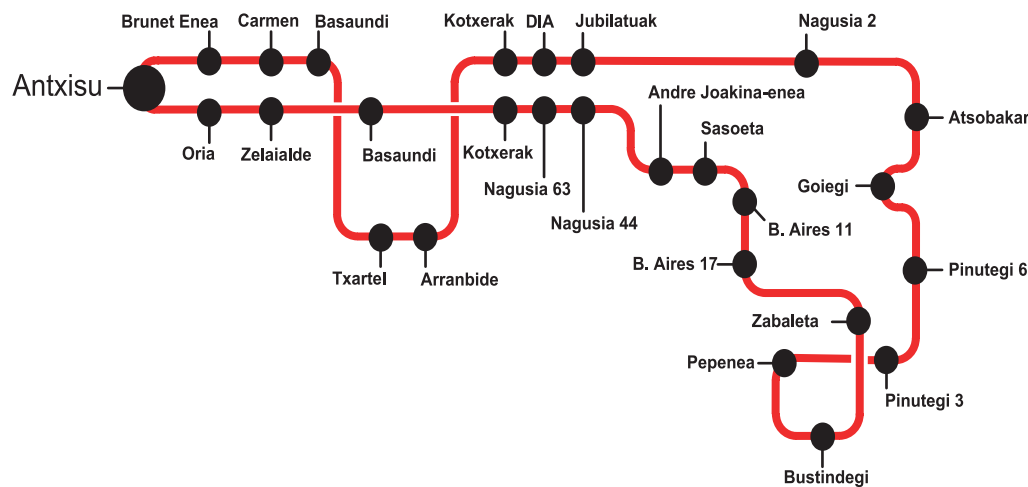 Brunet Enea
Carmen
Basaundi
Kotxerak
DIA
Jubilatuak
Nagusia 2
Antxisu
Andre Joakina-enea
Atsobakar
Sasoeta
Oria
Zelaialde
Basaundi
Kotxerak
Nagusia 63
Nagusia 44
Goiegi
B. Aires 11
B. Aires 17
Pinutegi 6
Txartel
Arranbide
Zabaleta
Pepenea
Pinutegi 3
Bustindegi